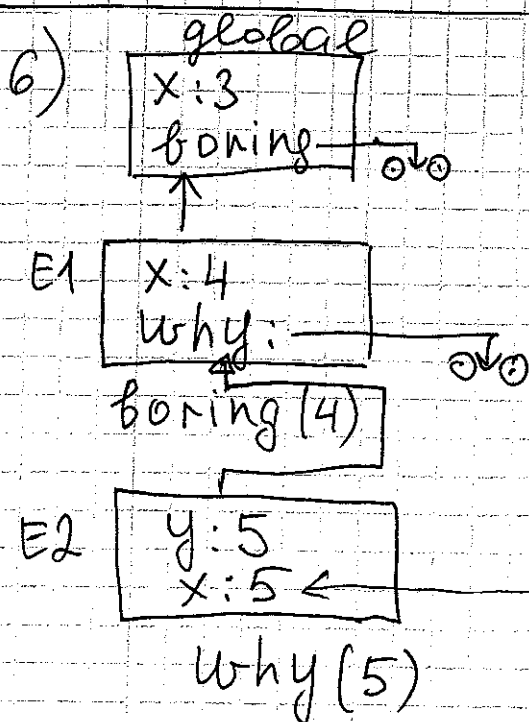 6)
global
x:3
boring
E1
x:4
why:
boring(4)
E2
y:5
x:5
why(5)